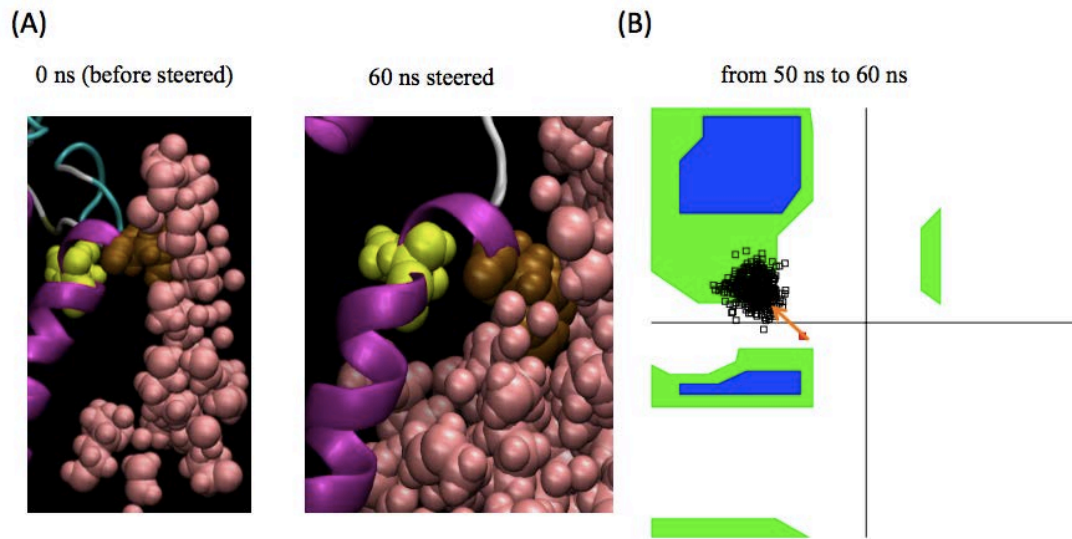 (A)
0 ns (before steered)
60 ns steered
(B)
from 50 ns to 60 ns